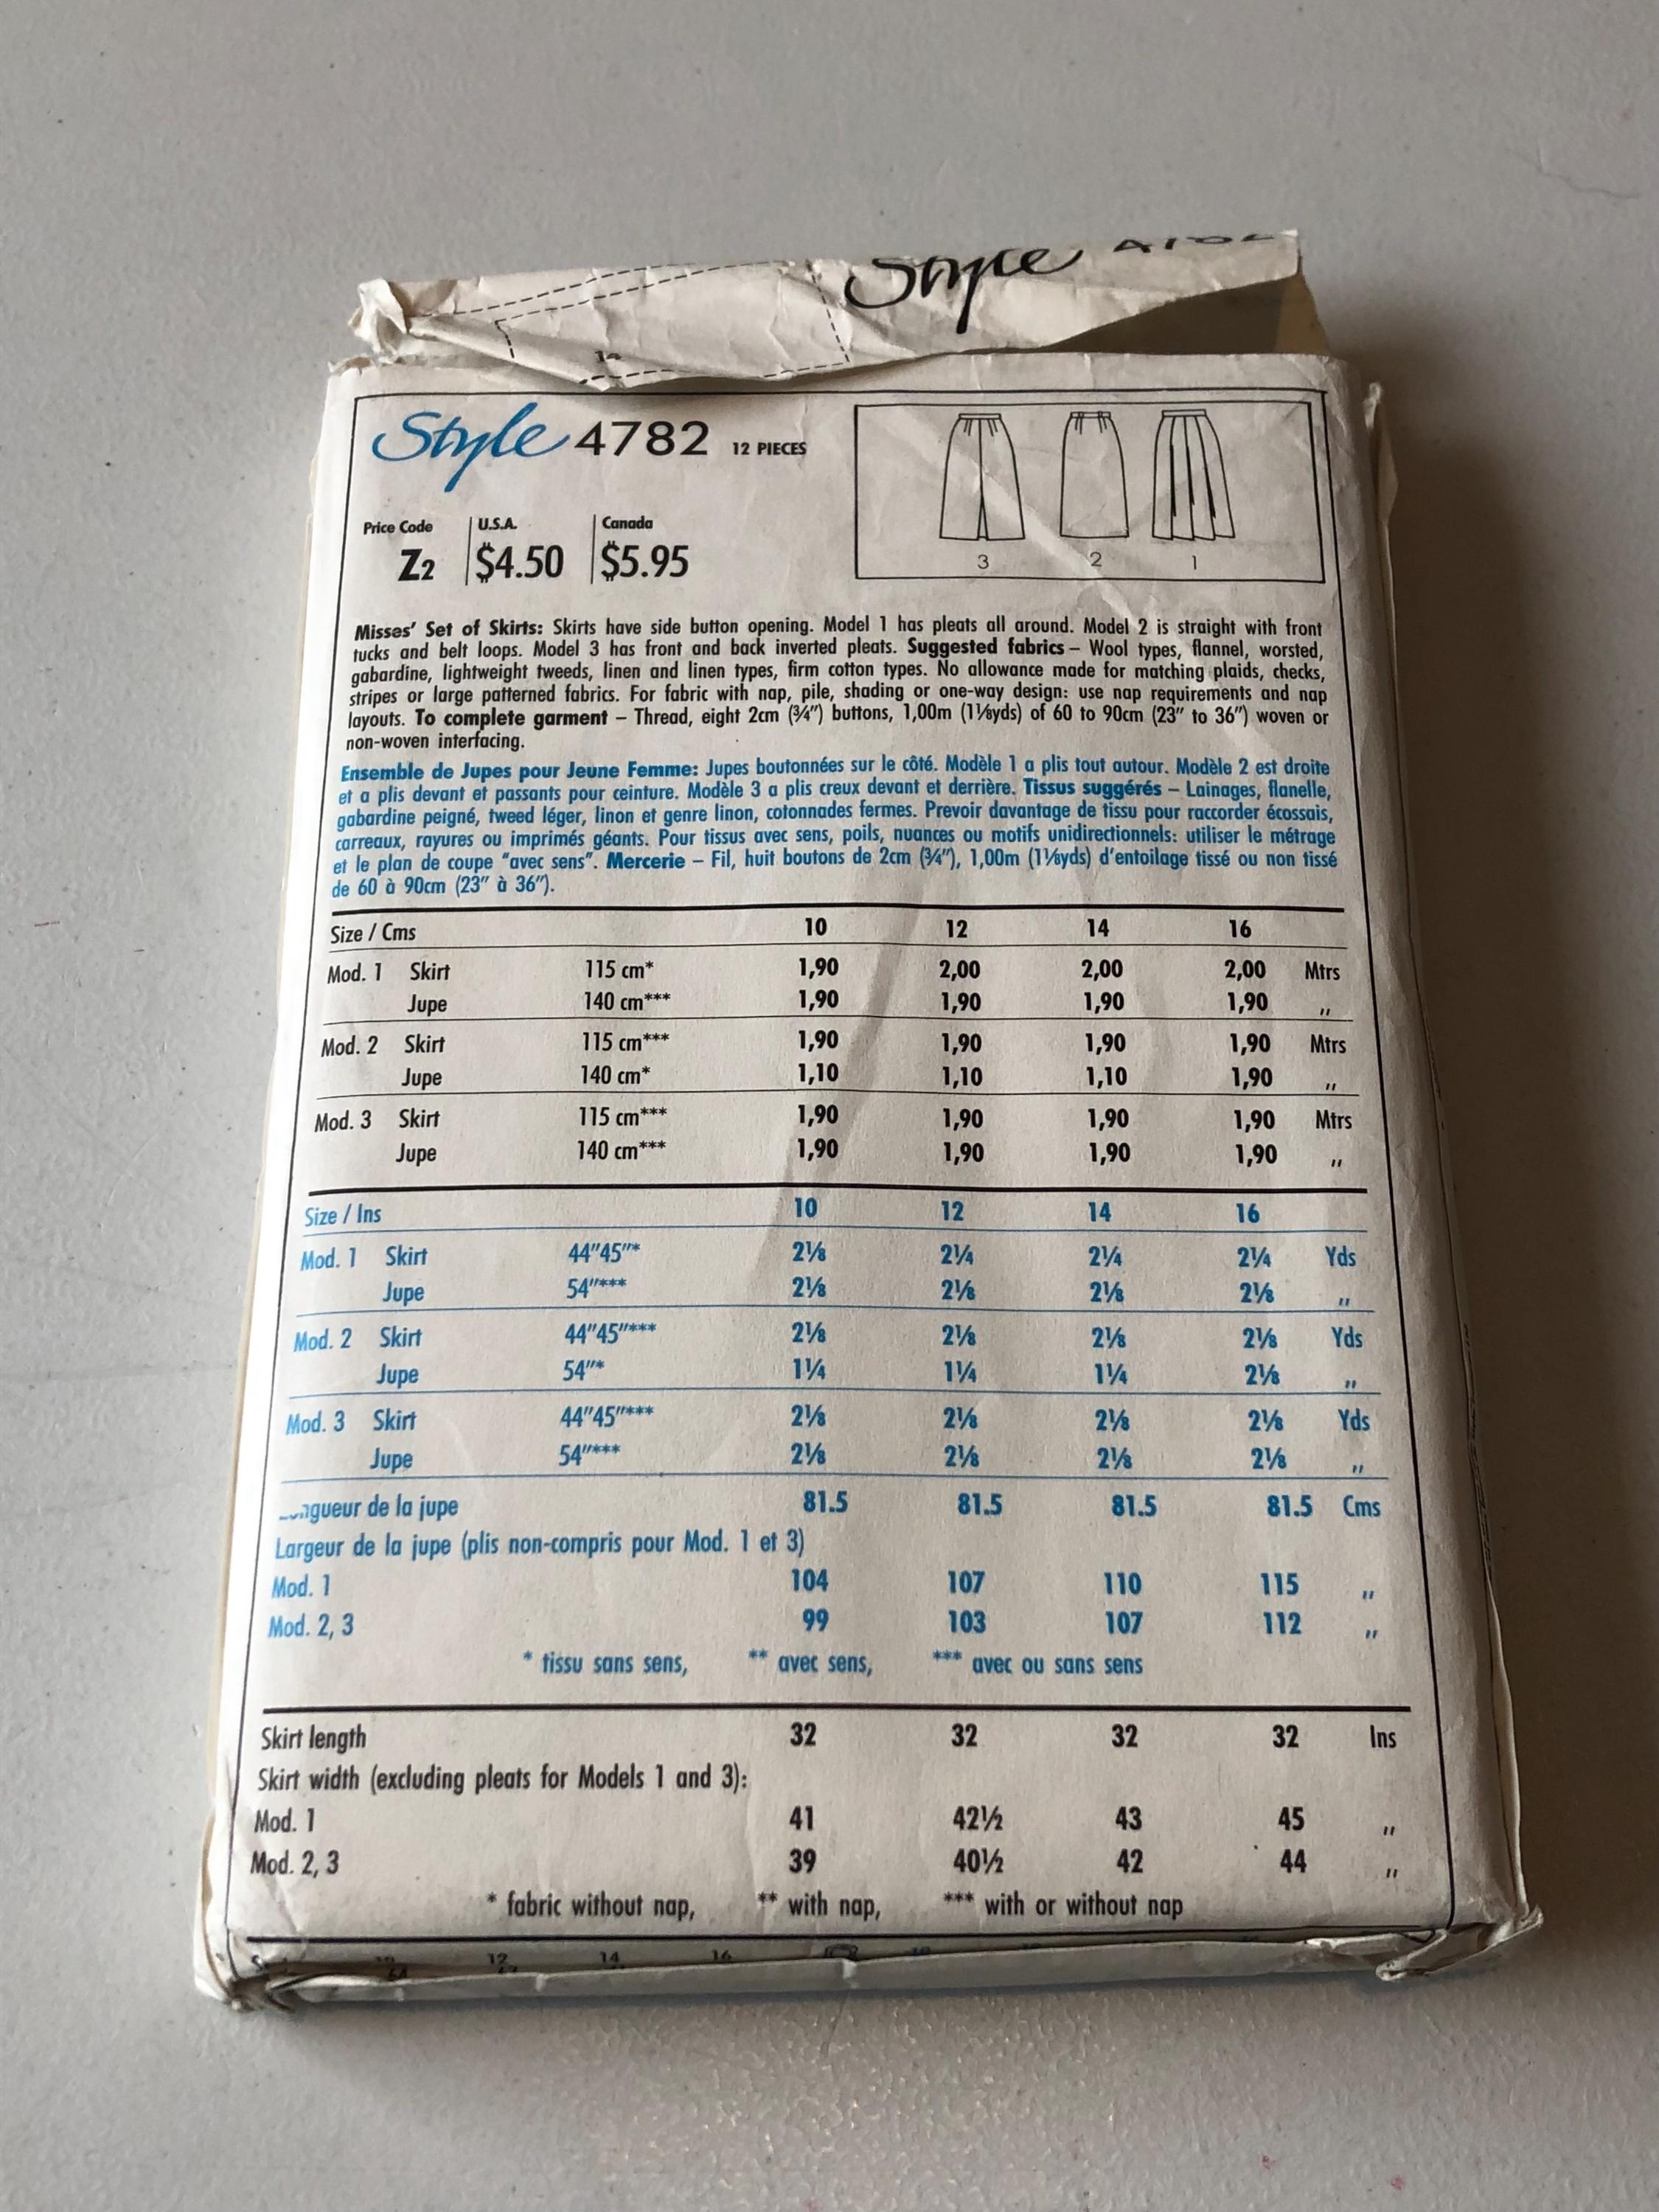 Style
14
Style 4782 12 PIECES
Price Code U.S.A. Canada
Z2 $4.50 $5.95
3 2 1
Misses' Set of Skirts: Skirts have side button opening. Model 1 has pleats all around. Model 2 is straight with front
tucks and belt loops. Model 3 has front and back inverted pleats. Suggested fabrics – Wool types, flannel, worsted,
gabardine, lightweight tweeds, linen and linen types, firm cotton types. No allowance made for matching plaids, checks,
stripes or large patterned fabrics. For fabric with nap, pile, shading or one-way design: use nap requirements and nap
layouts. To complete garment – Thread, eight 2cm (¾") buttons, 1,00m (1⅛yds) of 60 to 90cm (23" to 36") woven or
non-woven interfacing.
Ensemble de Jupes pour Jeune Femme: Jupes boutonnées sur le côté. Modèle 1 a plis tout autour. Modèle 2 est droite
et a plis devant et passants pour ceinture. Modèle 3 a plis creux devant et derrière. Tissus suggérés – Lainages, flanelle,
gabardine peigné, tweed léger, linon et genre linon, cotonnades fermes. Prevoir davantage de tissu pour raccorder écossais,
carreaux, rayures ou imprimés géants. Pour tissus avec sens, poils, nuances ou motifs unidirectionnels: utiliser le métrage
et le plan de coupe "avec sens". Mercerie – Fil, huit boutons de 2cm (¾"), 1,00m (1⅛yds) d'entoilage tissé ou non tissé
de 60 à 90cm (23" à 36").
Size / Cms 10 12 14 16
Mod. 1 Skirt 115 cm* 1,90 2,00 2,00 2,00 Mtrs
Jupe 140 cm*** 1,90 1,90 1,90 1,90 ,,
Mod. 2 Skirt 115 cm*** 1,90 1,90 1,90 1,90 Mtrs
Jupe 140 cm* 1,10 1,10 1,10 1,90 ,,
Mod. 3 Skirt 115 cm*** 1,90 1,90 1,90 1,90 Mtrs
Jupe 140 cm*** 1,90 1,90 1,90 1,90 ,,
Size / Ins 10 12 14 16
Mod. 1 Skirt 44"45"* 2⅛ 2¼ 2¼ 2¼ Yds
Jupe 54"*** 2⅛ 2⅛ 2⅛ 2⅛ ,,
Mod. 2 Skirt 44"45"*** 2⅛ 2⅛ 2⅛ 2⅛ Yds
Jupe 54"* 1¼ 1¼ 1¼ 2⅛ ,,
Mod. 3 Skirt 44"45"*** 2⅛ 2⅛ 2⅛ 2⅛ Yds
Jupe 54"*** 2⅛ 2⅛ 2⅛ 2⅛ ,,
de la jupe 81.5 81.5 81.5 81.5 Cms
Largeur de la jupe (plis non-compris pour Mod. 1 et 3)
Mod. 1 104 107 110 115 ,,
Mod. 2, 3 99 103 107 112 ,,
* tissu sans sens, ** avec sens, *** avec ou sans sens
Skirt length 32 32 32 32 Ins
Skirt width (excluding pleats for Models 1 and 3):
Mod. 1 41 42½ 43 45 ,,
Mod. 2, 3 39 40½ 42 44 ,,
* fabric without nap, ** with nap, *** with or without nap
12 14 16